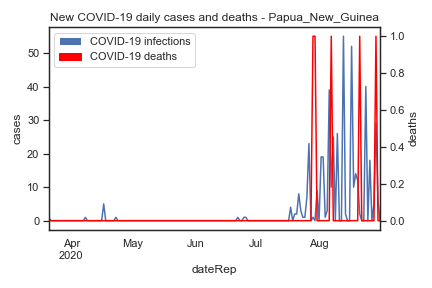 New COVID-19 daily cases and deaths - Papua_New_Guinea
COVID-19 infections
COVID-19 deaths
50
40
30
20
10
0
cases
1.0
0.8
0.6
0.4
0.2
0.0
deaths
Apr May Jun Jul Aug
2020
dateRep